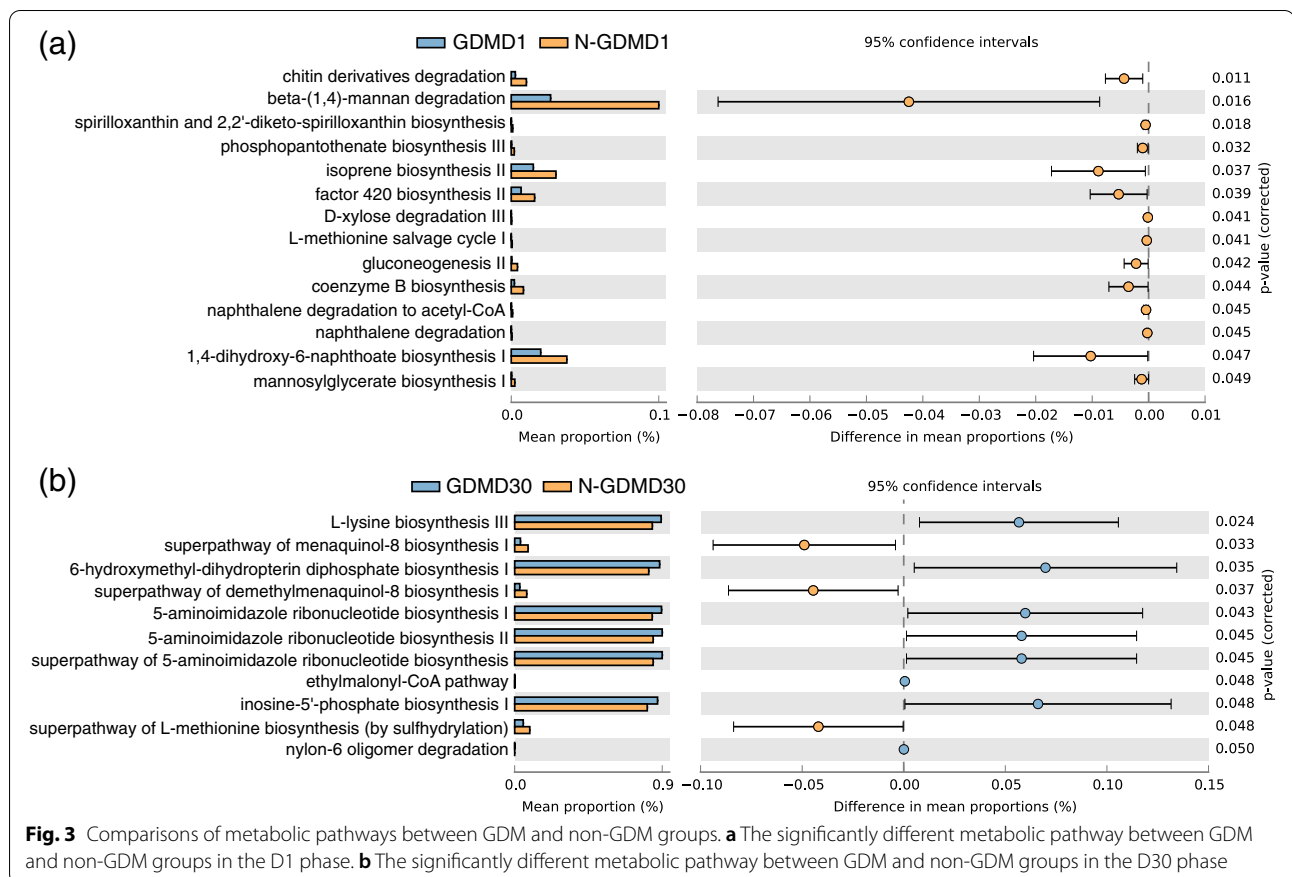 (a)
GDMD1 N-GDMD1
95% confidence intervals
chitin derivatives degradation 0.011
beta-(1,4)-mannan degradation 0.016
spirilloxanthin and 2,2'-diketo-spirilloxanthin biosynthesis 0.018
phosphopantothenate biosynthesis III 0.032
isoprene biosynthesis II 0.037
factor 420 biosynthesis II 0.039
D-xylose degradation III 0.041
L-methionine salvage cycle I 0.041
gluconeogenesis II 0.042
coenzyme B biosynthesis 0.044
naphthalene degradation to acetyl-CoA 0.045
naphthalene degradation 0.045
1,4-dihydroxy-6-naphthoate biosynthesis I 0.047
mannosylglycerate biosynthesis I 0.049
p-value (corrected)
0.0 0.1 −0.08 −0.07 −0.06 −0.05 −0.04 −0.03 −0.02 −0.01 0.00 0.01
Mean proportion (%) Difference in mean proportions (%)
(b)
GDMD30 N-GDMD30
95% confidence intervals
L-lysine biosynthesis III 0.024
superpathway of menaquinol-8 biosynthesis I 0.033
6-hydroxymethyl-dihydropterin diphosphate biosynthesis I 0.035
superpathway of demethylmenaquinol-8 biosynthesis I 0.037
5-aminoimidazole ribonucleotide biosynthesis I 0.043
5-aminoimidazole ribonucleotide biosynthesis II 0.045
superpathway of 5-aminoimidazole ribonucleotide biosynthesis 0.045
ethylmalonyl-CoA pathway 0.048
inosine-5'-phosphate biosynthesis I 0.048
superpathway of L-methionine biosynthesis (by sulfhydrylation) 0.048
nylon-6 oligomer degradation 0.050
p-value (corrected)
0.0 0.9 −0.10 −0.05 0.00 0.05 0.10 0.15
Mean proportion (%) Difference in mean proportions (%)
Fig. 3 Comparisons of metabolic pathways between GDM and non-GDM groups. a The significantly different metabolic pathway between GDM
and non-GDM groups in the D1 phase. b The significantly different metabolic pathway between GDM and non-GDM groups in the D30 phase